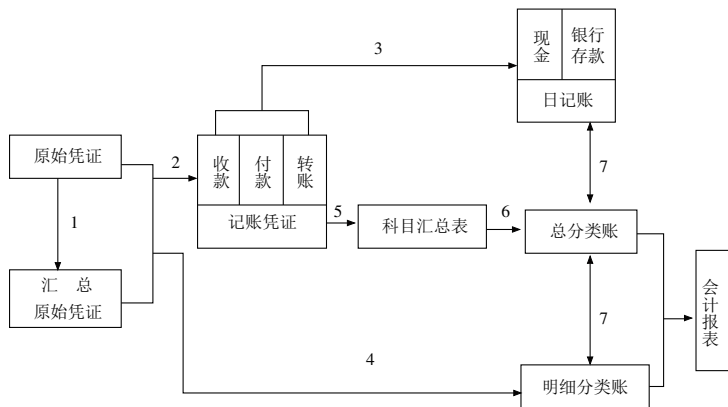 原始凭证
1
汇 总
原始凭证
2
收款
付款
转账
记账凭证
3
现金
银行
存款
日记账
7
5
科目汇总表
6
总分类账
7
4
明细分类账
会计报表